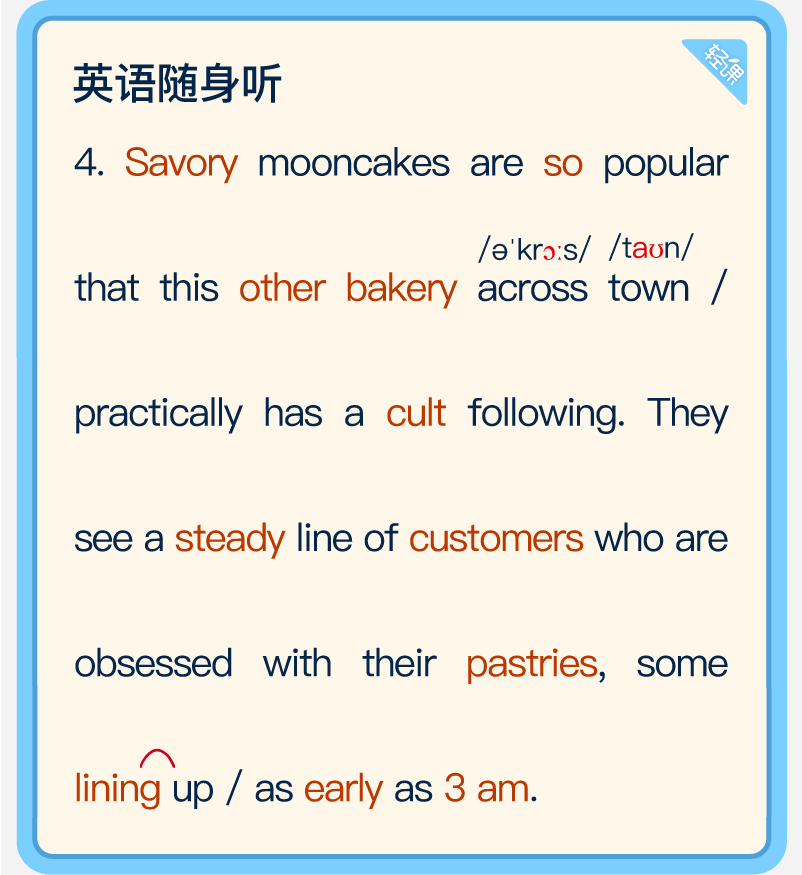 英语随身听
轻课
4. Savory mooncakes are so popular
/əˈkrɔːs/ /taʊn/
that this other bakery across town /
practically has a cult following. They
see a steady line of customers who are
obsessed with their pastries, some
lining up / as early as 3 am.